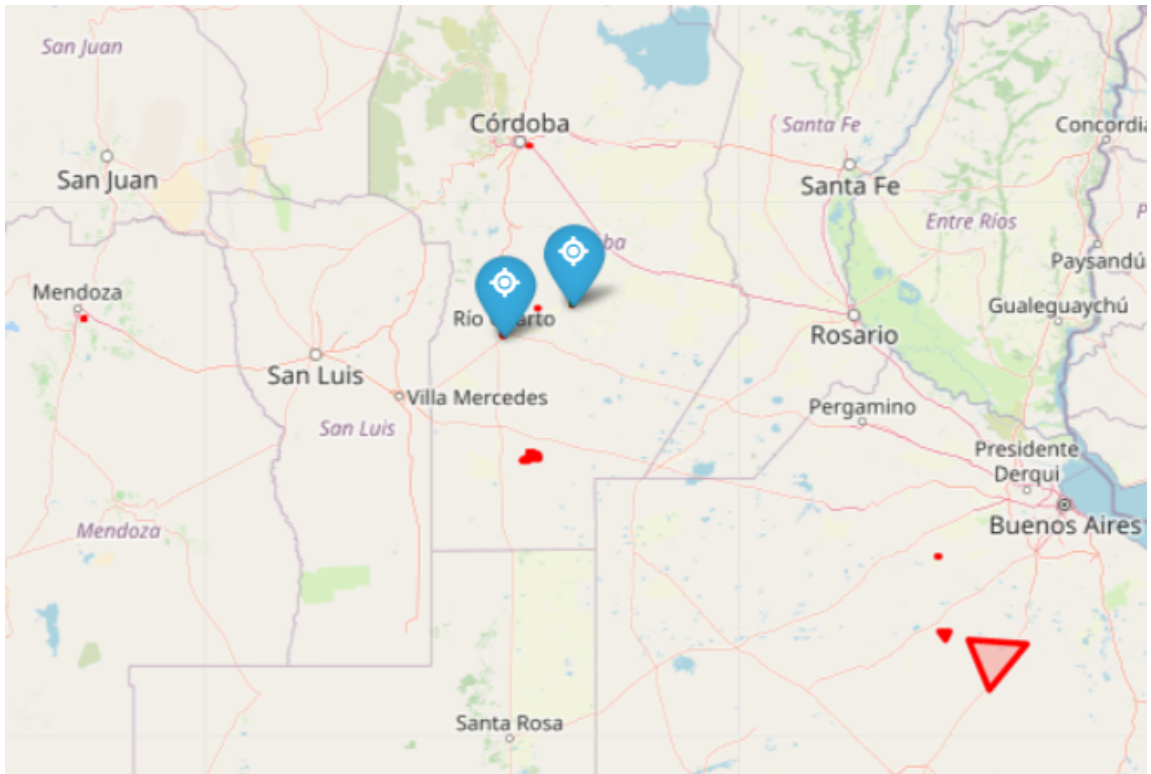 San Juan
Córdoba
Concordia
San Juan
Santa Fe
Santa Fe
Entre Ríos
Paysandú
Mendoza
Gualeguaychú
Rosario
San Luis
Villa Mercedes
San Luis
Pergamino
Presidente
Derqui
Buenos Aires
Mendoza
Santa Rosa